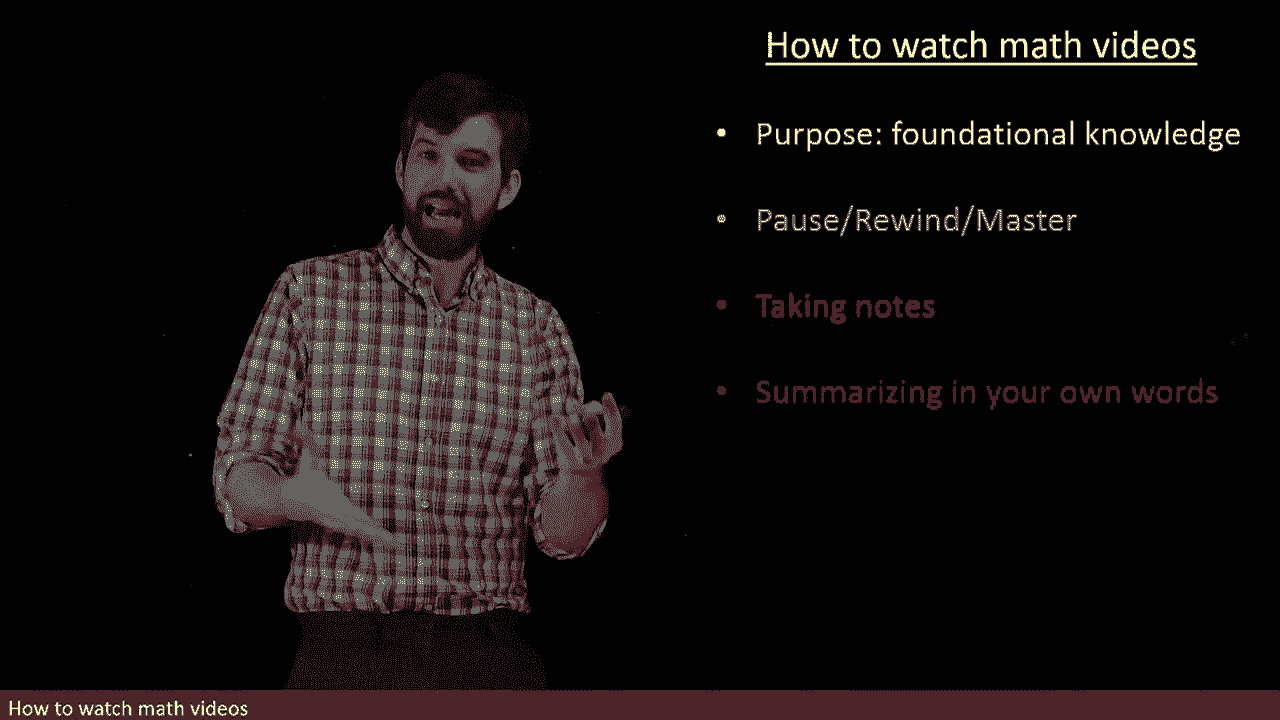 How to watch math videos
• Purpose: foundational knowledge
• Pause/Rewind/Master
• Taking notes
• Summarizing in your own words
How to watch math videos